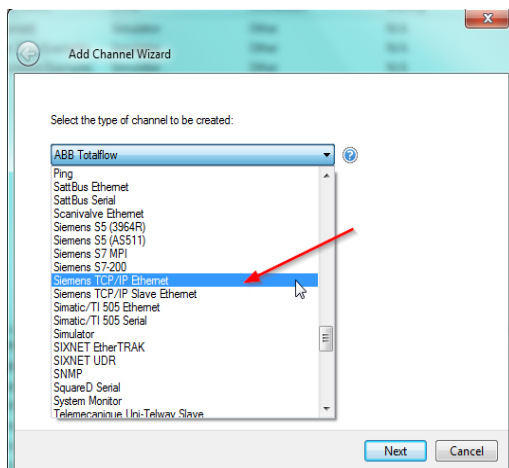 Add Channel Wizard
Select the type of channel to be created:
ABB Totalflow
Ping
SattBus Ethernet
SattBus Serial
Scanivalve Ethernet
Siemens S5 (3964R)
Siemens S5 (AS511)
Siemens S7 MPI
Siemens S7-200
Siemens TCP/IP Ethernet
Siemens TCP/IP Slave Ethernet
Simatic/TI 505 Ethernet
Simatic/TI 505 Serial
Simulator
SIXNET EtherTRAK
SIXNET UDR
SNMP
SquareD Serial
System Monitor
Telemecanique Uni-Telway Slave
Next Cancel